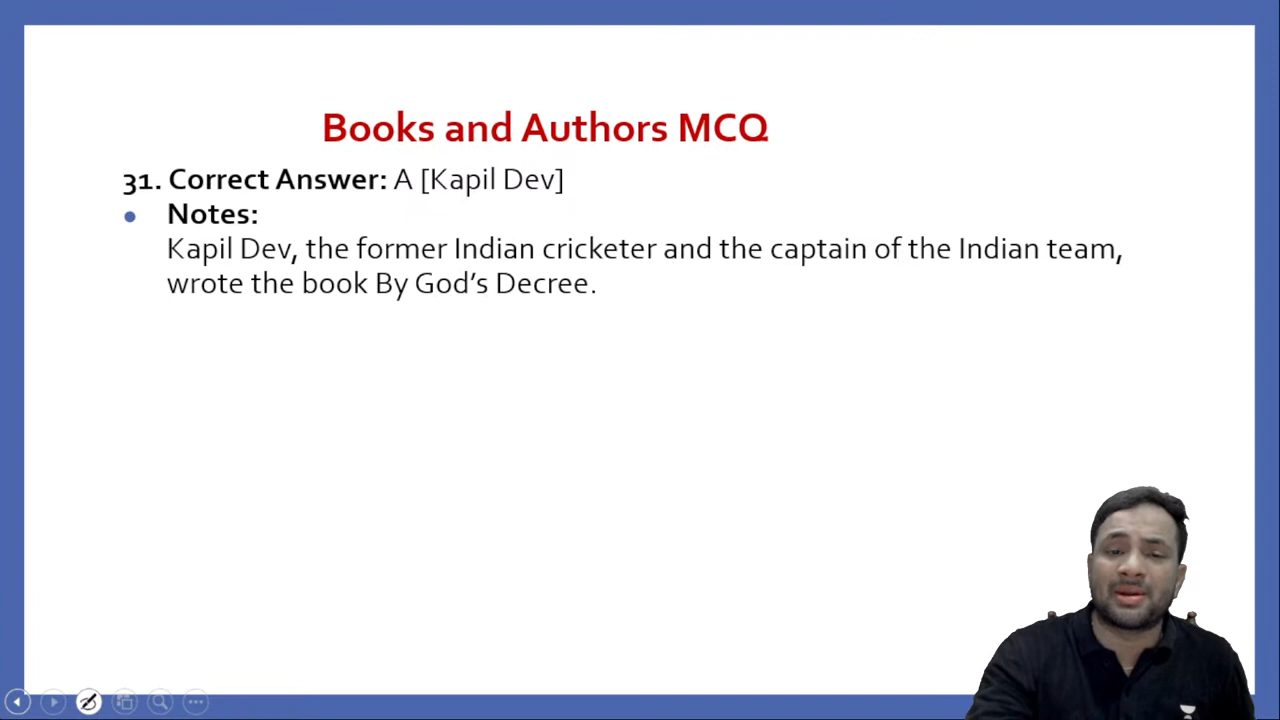 Books and Authors MCQ
31. Correct Answer: A [Kapil Dev]
• Notes:
Kapil Dev, the former Indian cricketer and the captain of the Indian team,
wrote the book By God’s Decree.